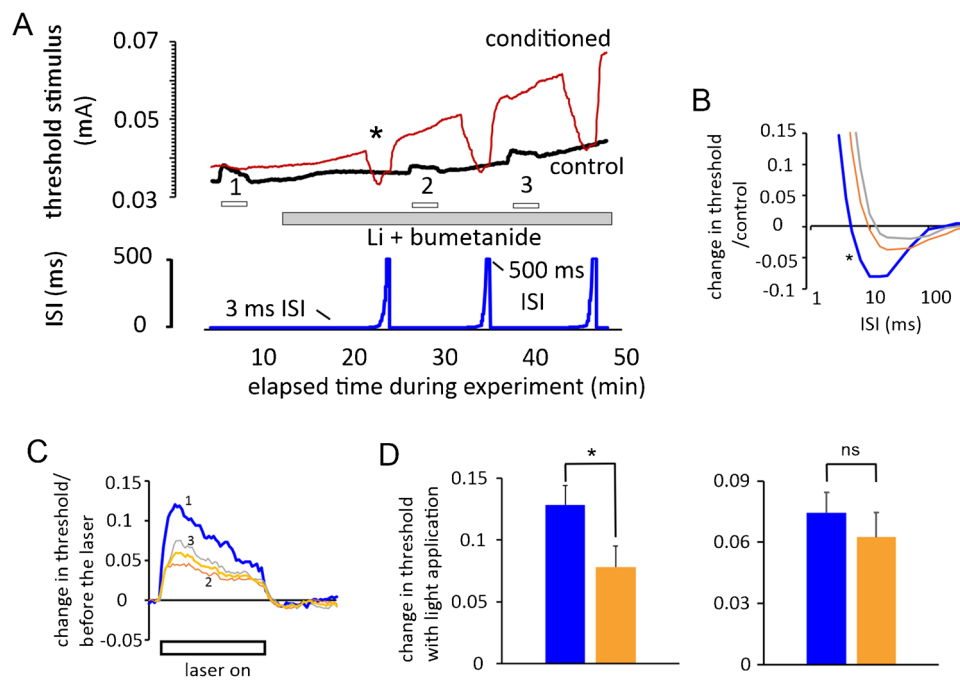 A
threshold stimulus
(mA)
0.07
0.05
0.03
conditioned
*
control
1
2
3
Li + bumetanide
ISI (ms)
500
0
3 ms ISI
500 ms
ISI
10 20 30 40 50
elapsed time during experiment (min)
B
change in threshold
/control
0.15
0.1
0.05
0
-0.05
-0.1
*
1 10 100
ISI (ms)
C
change in threshold/
before the laser
0.15
0.1
0.05
0
-0.05
1
3
2
laser on
D
change in threshold
with light application
0.15
0.1
0.05
0
*
0.09
0.06
0.03
0
ns